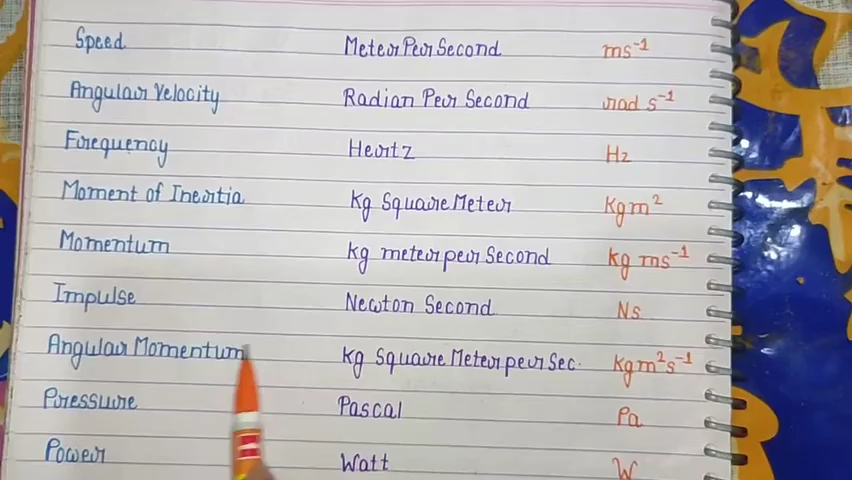 Speed Meter Per Second ms⁻¹
Angular Velocity Radian Per Second rad s⁻¹
Frequency Hertz Hz
Moment of Inertia Kg Square Meter Kgm²
Momentum Kg meter per Second Kg ms⁻¹
Impulse Newton Second Ns
Angular Momentum Kg Square Meter per Sec. Kgm²s⁻¹
Pressure Pascal Pa
Power Watt W